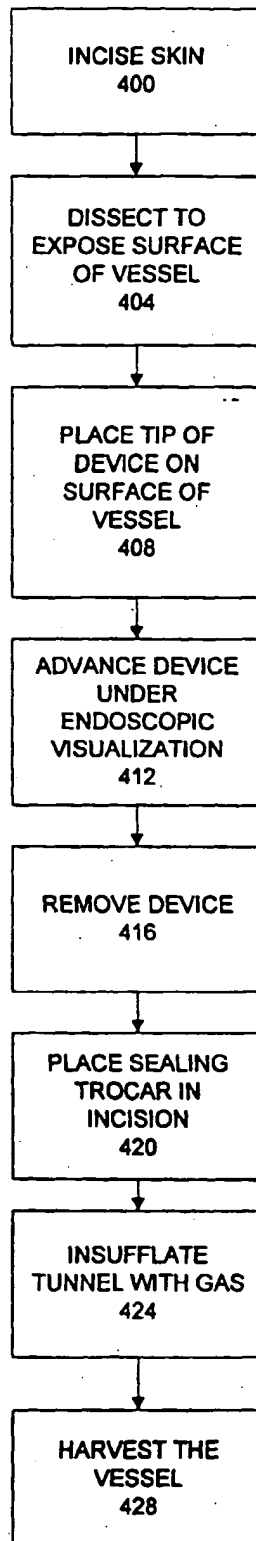 INCISE SKIN
400
DISSECT TO
EXPOSE SURFACE
OF VESSEL
404
PLACE TIP OF
DEVICE ON
SURFACE OF
VESSEL
408
ADVANCE DEVICE
UNDER
ENDOSCOPIC
VISUALIZATION
412
REMOVE DEVICE
416
PLACE SEALING
TROCAR IN
INCISION
420
INSUFFLATE
TUNNEL WITH GAS
424
HARVEST THE
VESSEL
428